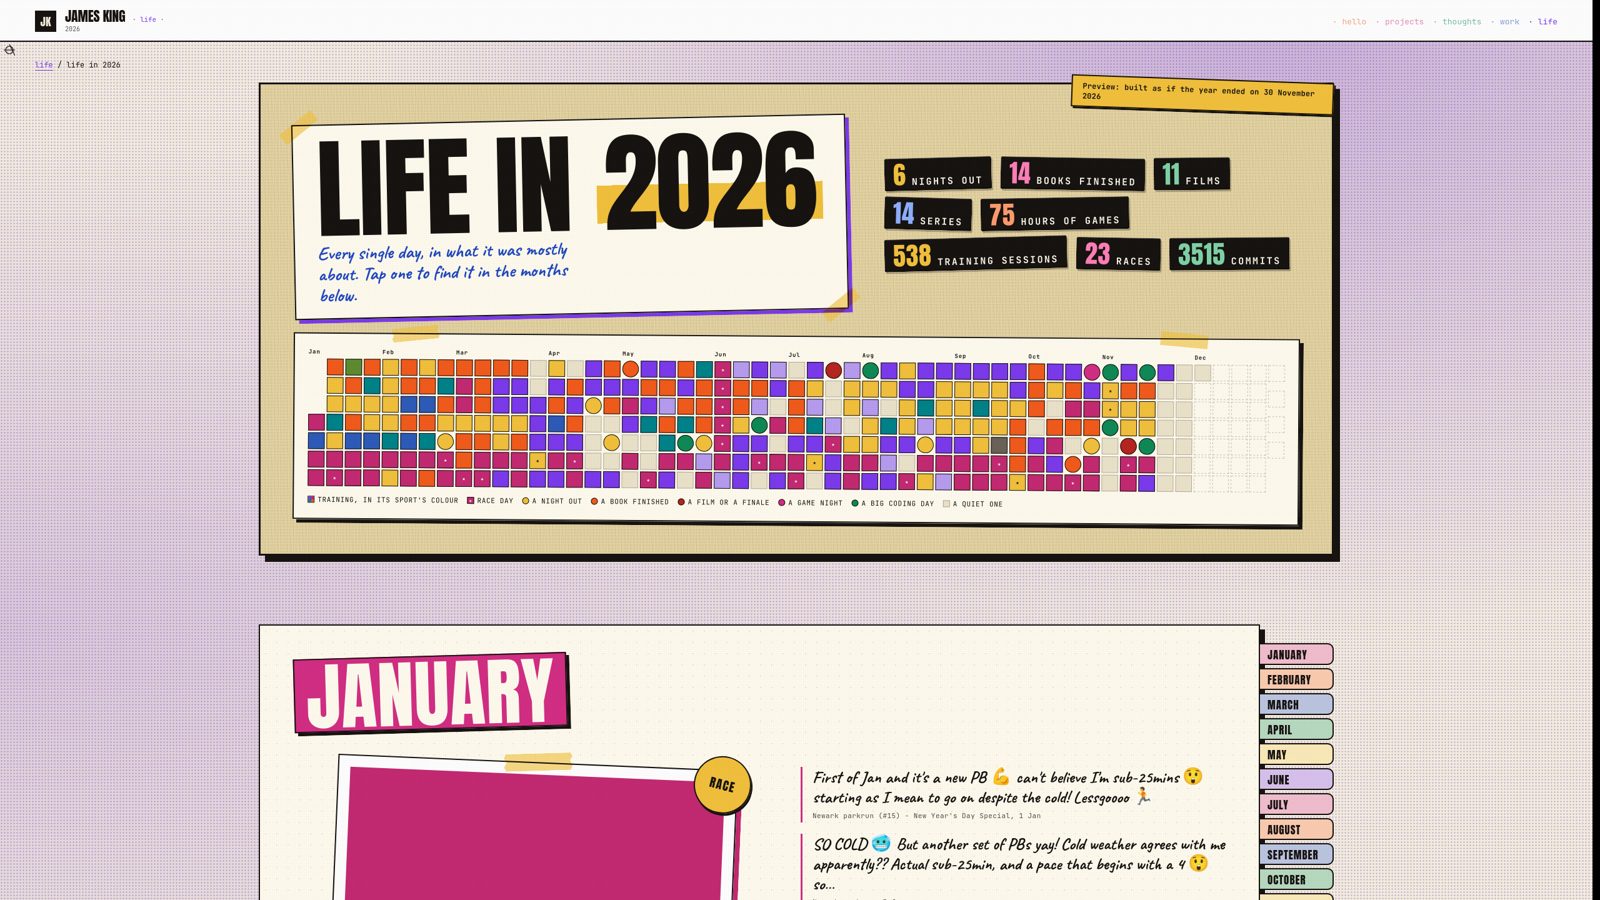 JK JAMES KING · life ·
2026
· hello · projects · thoughts · work · life
life / life in 2026
Preview: built as if the year ended on 30 November
2026
LIFE IN 2026
Every single day, in what it was mostly
about. Tap one to find it in the months
below.
6 NIGHTS OUT 14 BOOKS FINISHED 11 FILMS
14 SERIES 75 HOURS OF GAMES
538 TRAINING SESSIONS 23 RACES 3515 COMMITS
Jan Feb Mar Apr May Jun Jul Aug Sep Oct Nov Dec
TRAINING, IN ITS SPORT'S COLOUR RACE DAY A NIGHT OUT A BOOK FINISHED A FILM OR A FINALE A GAME NIGHT A BIG CODING DAY A QUIET ONE
JANUARY
RACE
First of Jan and it's a new PB 💪 can't believe I'm sub-25mins 😲
starting as I mean to go on despite the cold! Lessgoooo 🏃
Newark parkrun (#15) - New Year's Day Special, 1 Jan
SO COLD 🥶 But another set of PBs yay! Cold weather agrees with me
apparently?? Actual sub-25min, and a pace that begins with a 4 😲
so...
JANUARY
FEBRUARY
MARCH
APRIL
MAY
JUNE
JULY
AUGUST
SEPTEMBER
OCTOBER